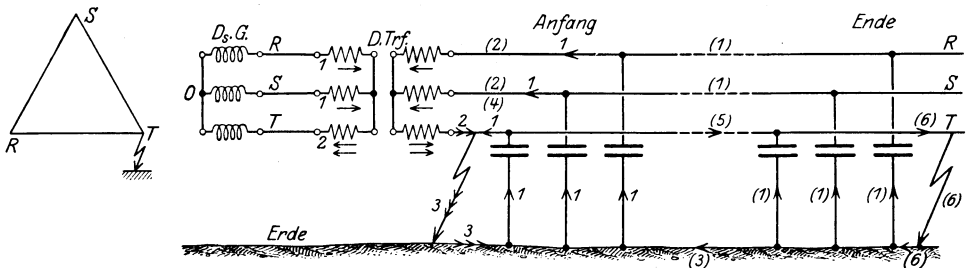 S
R
T
Ds.G.
D.Trf.
Anfang
Ende
R
1
(2)
1
(1)
R
0
S
1
(2)
1
(1)
S
(4)
T
2
2
1
(5)
(6)
T
3
1
1
1
(1)
(1)
(1)
(6)
Erde
3
(3)
(6)